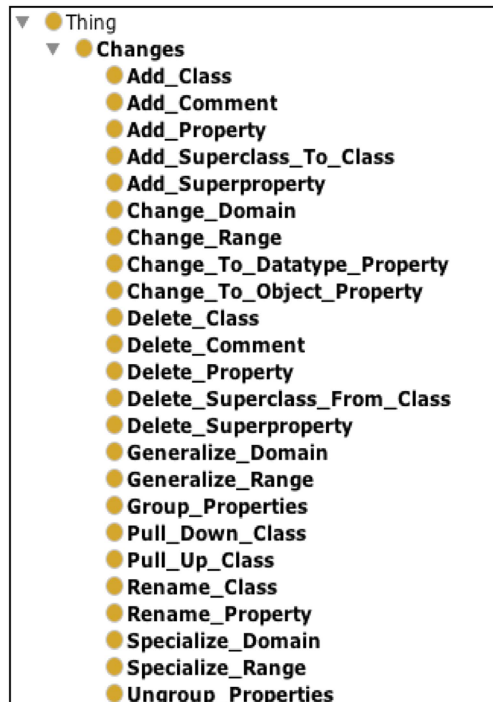 Thing
Changes
Add_Class
Add_Comment
Add_Property
Add_Superclass_To_Class
Add_Superproperty
Change_Domain
Change_Range
Change_To_Datatype_Property
Change_To_Object_Property
Delete_Class
Delete_Comment
Delete_Property
Delete_Superclass_From_Class
Delete_Superproperty
Generalize_Domain
Generalize_Range
Group_Properties
Pull_Down_Class
Pull_Up_Class
Rename_Class
Rename_Property
Specialize_Domain
Specialize_Range
Ungroup_Properties